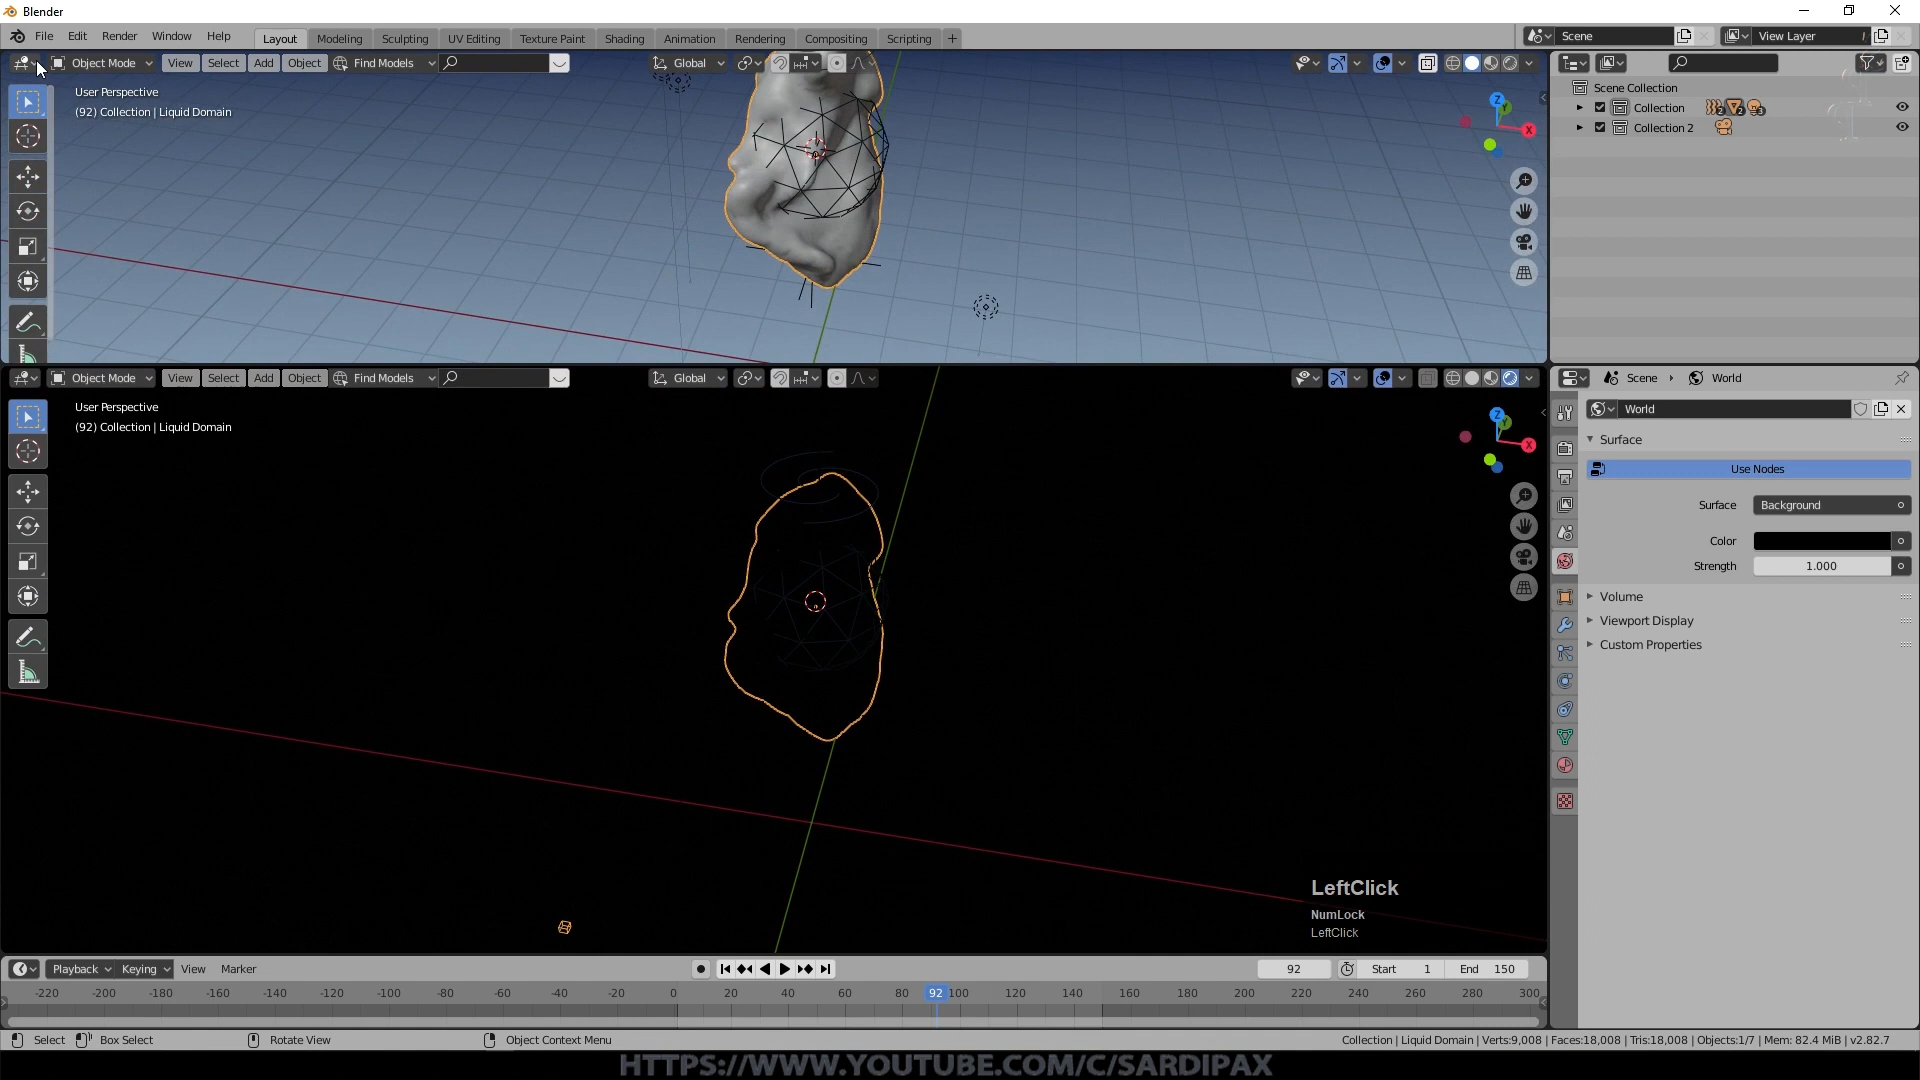 Blender
File Edit Render Window Help Layout Modeling Sculpting UV Editing Texture Paint Shading Animation Rendering Compositing Scripting + Scene View Layer
Object Mode View Select Add Object Find Models Global
User Perspective
(92) Collection | Liquid Domain
Z
Y
X
Scene Collection
Collection 2 2 3
Collection 2
Object Mode View Select Add Object Find Models Global
User Perspective
(92) Collection | Liquid Domain
Z
Y
X
Scene World
World
Surface
Use Nodes
Surface Background
Color
Strength 1.000
Volume
Viewport Display
Custom Properties
LeftClick
NumLock
LeftClick
Playback Keying View Marker 92 Start 1 End 150
-220 -200 -180 -160 -140 -120 -100 -80 -60 -40 -20 0 20 40 60 80 92 100 120 140 160 180 200 220 240 260 280 300
Select Box Select Rotate View Object Context Menu Collection | Liquid Domain | Verts:9,008 | Faces:18,008 | Tris:18,008 | Objects:1/7 | Mem: 82.4 MiB | v2.82.7
HTTPS://WWW.YOUTUBE.COM/C/SARDIPAX